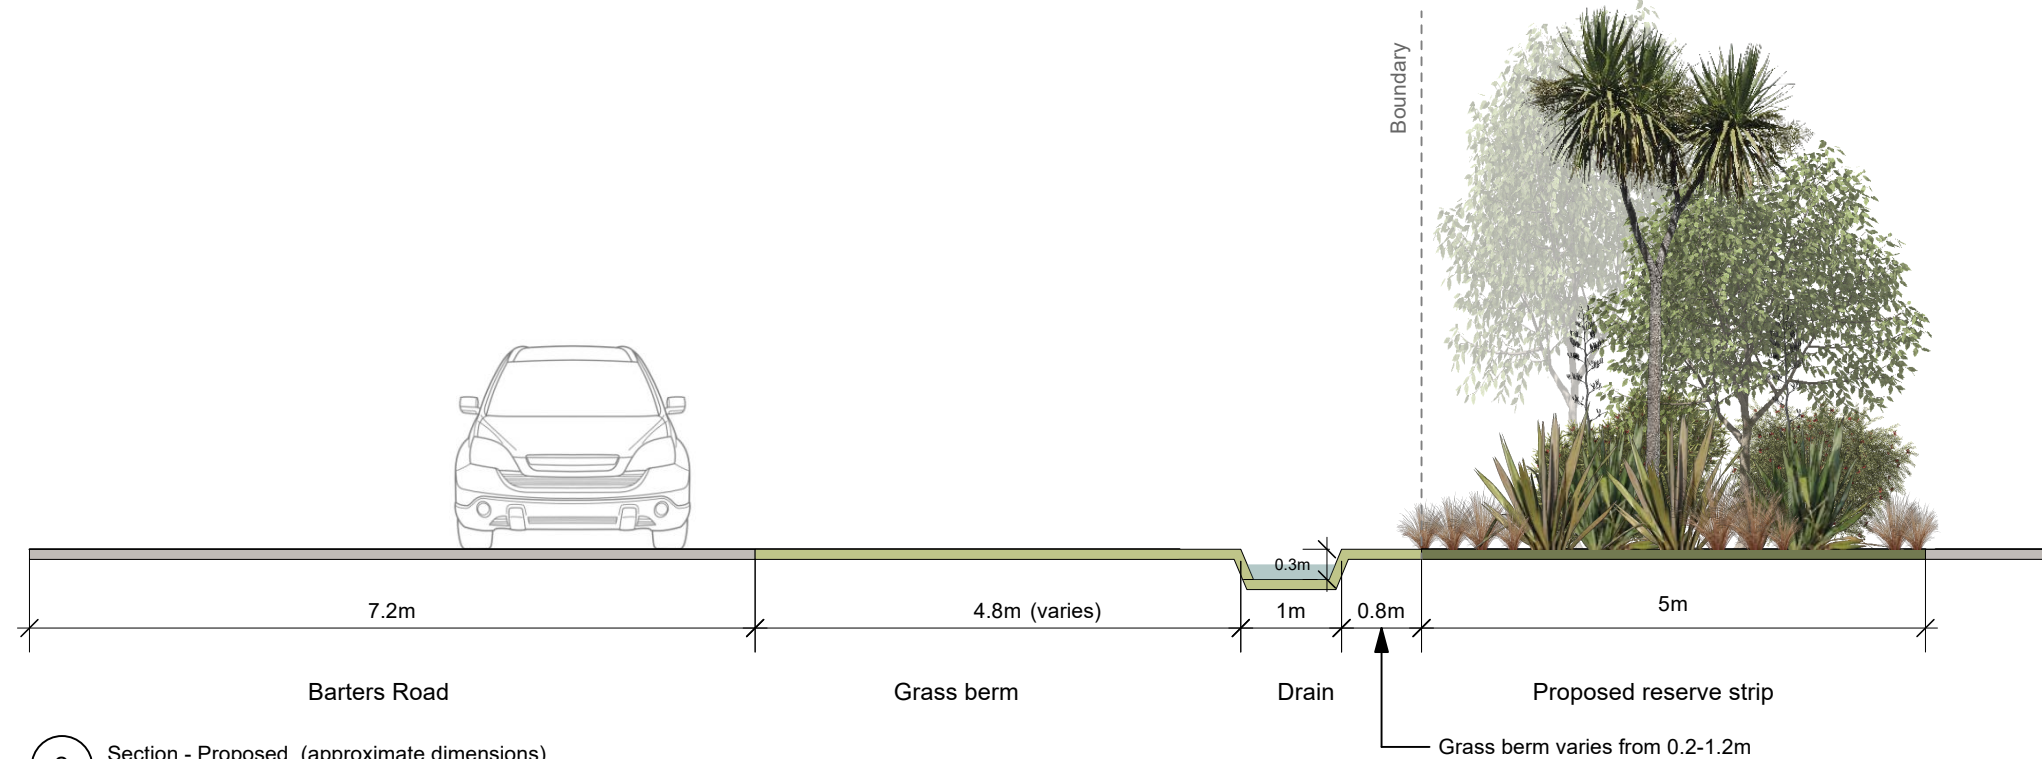 Boundary
0.3m
7.2m
4.8m (varies)
1m
0.8m
5m
Barters Road
Grass berm
Drain
Proposed reserve strip
Grass berm varies from 0.2-1.2m
Section - Proposed (approximate dimensions)